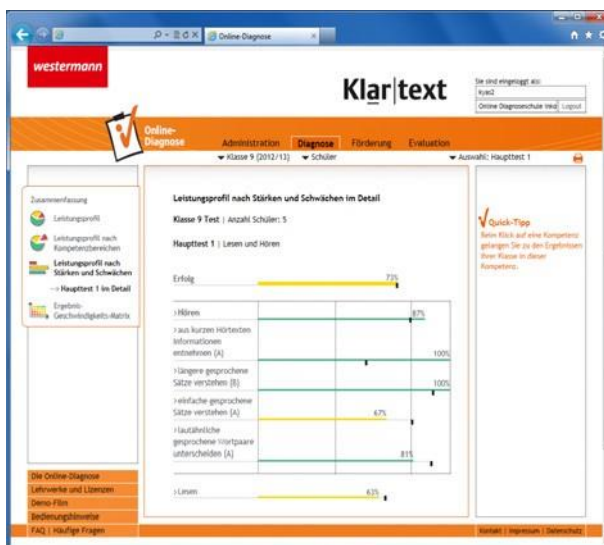 Online-Diagnose
westermann
Klar|text
Sie sind eingeloggt als:
kyas2
Online Diagnoseschule Logout
Online-
Diagnose
Administration Diagnose Förderung Evaluation
Klasse 9 (2012/13) Schüler Auswahl: Haupttest 1
Zusammenfassung
Leistungsprofil
Leistungsprofil nach
Kompetenzbereichen
Leistungsprofil nach
Stärken und Schwächen
Haupttest 1 im Detail
Ergebnis-
Geschwindigkeits-Matrix
Leistungsprofil nach Stärken und Schwächen im Detail
Klasse 9 Test | Anzahl Schüler: 5
Haupttest 1 | Lesen und Hören
Erfolg 73%
› Hören 87%
› aus kurzen Hörtexten
Informationen
entnehmen (A) 100%
› längere gesprochene
Sätze verstehen (B) 100%
› einfache gesprochene
Sätze verstehen (A) 67%
› lautähnliche
gesprochene Wortpaare
unterscheiden (A) 81%
› Lesen 63%
Quick-Tipp
Beim Klick auf eine Kompetenz
gelangen Sie zu den Ergebnissen
Ihrer Klasse in dieser
Kompetenz.
Die Online-Diagnose
Lehrwerke und Lizenzen
Demo-Film
Bedienungshinweise
FAQ | Häufige Fragen
Kontakt | Impressum | Datenschutz